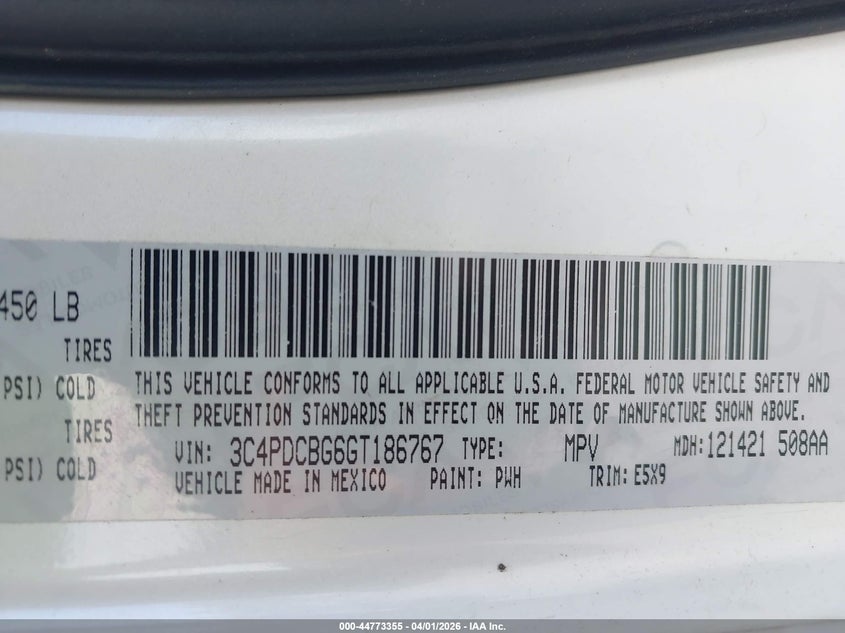 450 LB
TIRES
PSI) COLD
TIRES
PSI) COLD
THIS VEHICLE CONFORMS TO ALL APPLICABLE U.S.A. FEDERAL MOTOR VEHICLE SAFETY AND
THEFT PREVENTION STANDARDS IN EFFECT ON THE DATE OF MANUFACTURE SHOWN ABOVE.
VIN: 3C4PDCBG6GT186767 TYPE: MPV MDH:121421 508AA
VEHICLE MADE IN MEXICO PAINT: PWH TRIM: E5X9
000-44773355 - 04/01/2026 - IAA Inc.